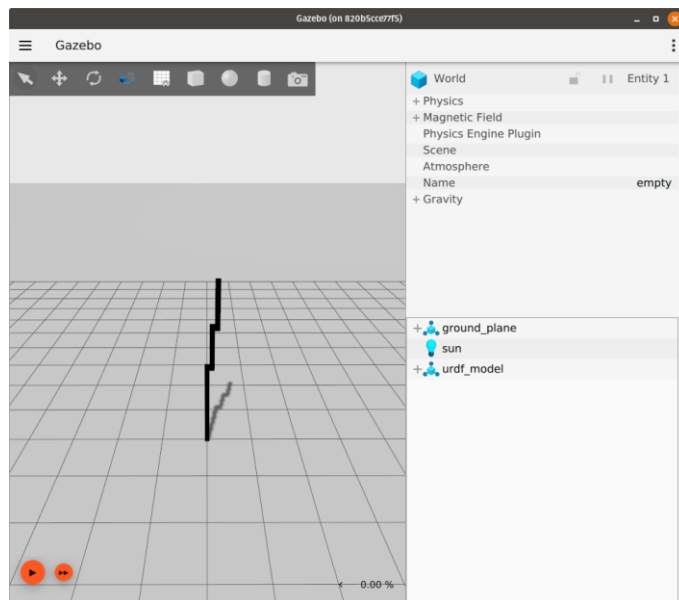 Gazebo (on 820b5cce77f5)
Gazebo
World
Entity 1
+ Physics
+ Magnetic Field
Physics Engine Plugin
Scene
Atmosphere
Name empty
+ Gravity
+ ground_plane
sun
+ urdf_model
0.00 %